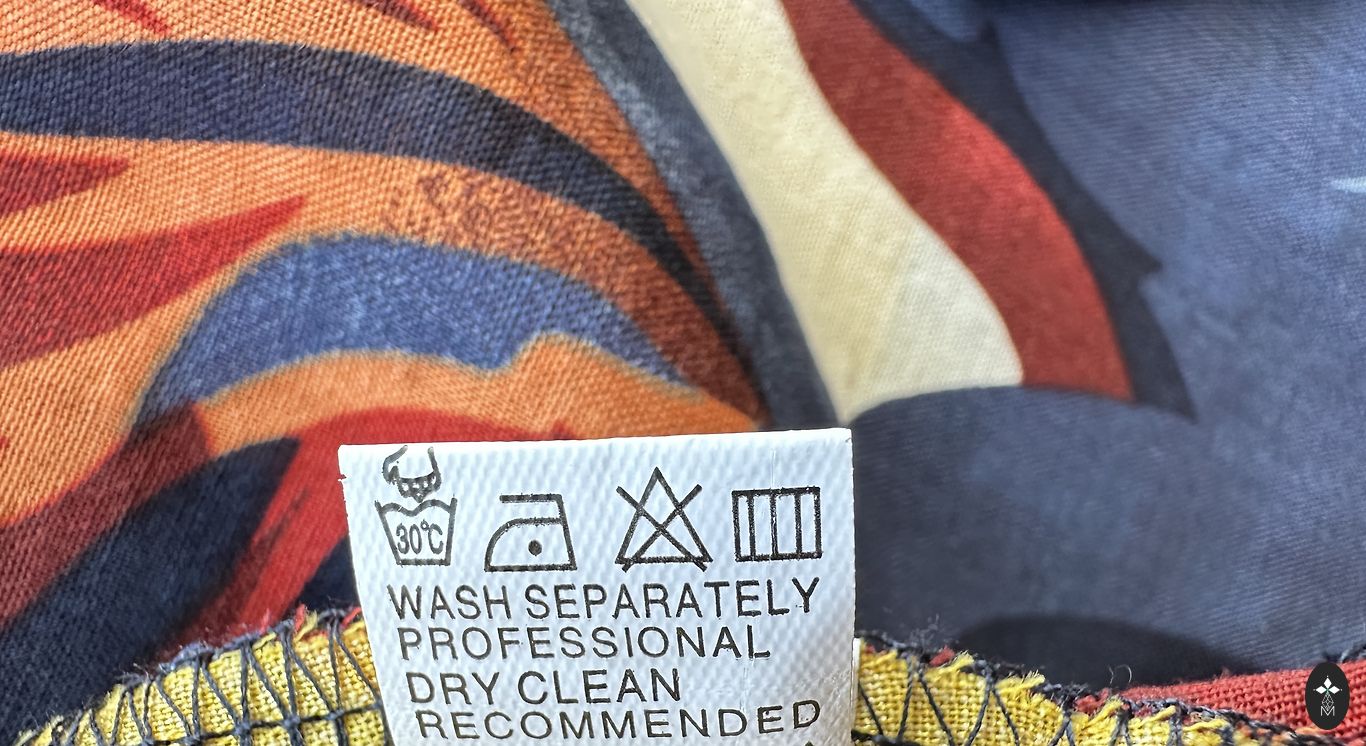 30°C
WASH SEPARATELY
PROFESSIONAL
DRY CLEAN
RECOMMENDED
M